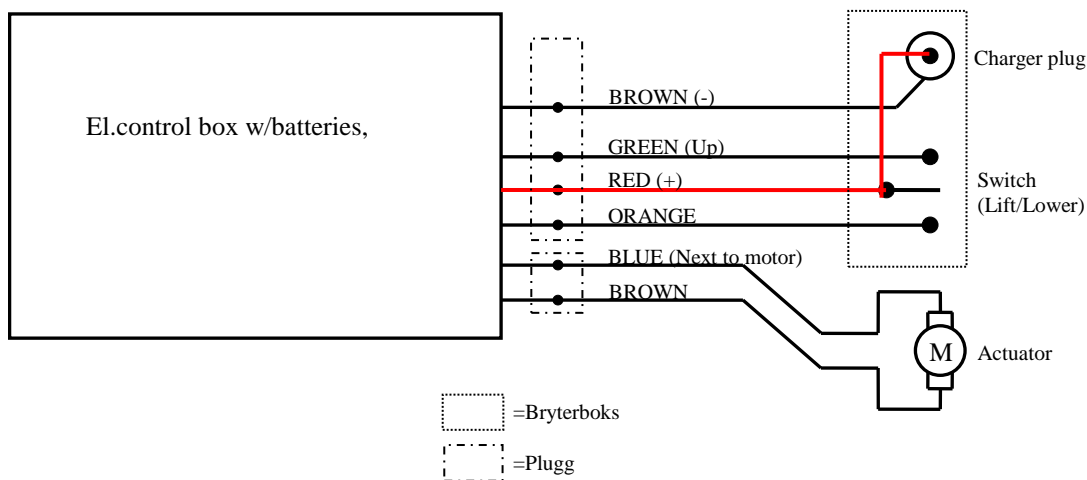 El.control box w/batteries,
BROWN (-)
GREEN (Up)
RED (+)
ORANGE
BLUE (Next to motor)
BROWN
Charger plug
Switch
(Lift/Lower)
M
Actuator
=Bryterboks
=Plugg